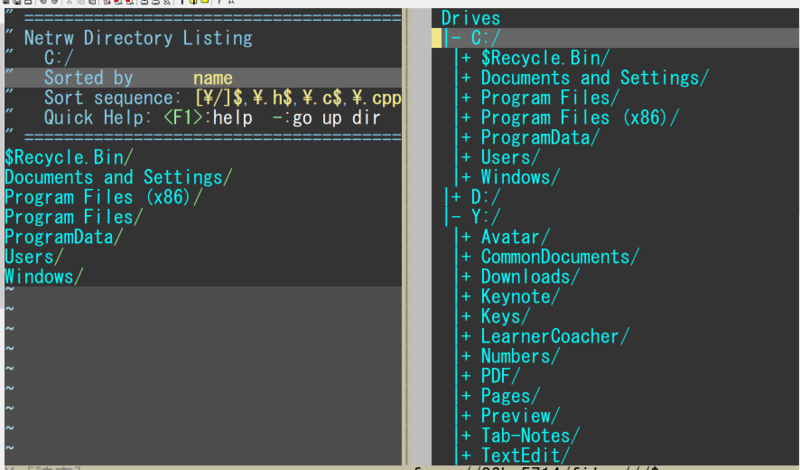 " ======================================
" Netrw Directory Listing
"   C:/
"   Sorted by      name
"   Sort sequence: [¥/]$,¥.h$,¥.c$,¥.cpp
"   Quick Help: <F1>:help  -:go up dir
" ======================================
$Recycle.Bin/
Documents and Settings/
Program Files (x86)/
Program Files/
ProgramData/
Users/
Windows/
~
~
~
~
~
~
~
~
~
Drives
|- C:/
|+ $Recycle.Bin/
|+ Documents and Settings/
|+ Program Files/
|+ Program Files (x86)/
|+ ProgramData/
|+ Users/
|+ Windows/
|+ D:/
|- Y:/
|+ Avatar/
|+ CommonDocuments/
|+ Downloads/
|+ Keynote/
|+ Keys/
|+ LearnerCoacher/
|+ Numbers/
|+ PDF/
|+ Pages/
|+ Preview/
|+ Tab-Notes/
|+ TextEdit/